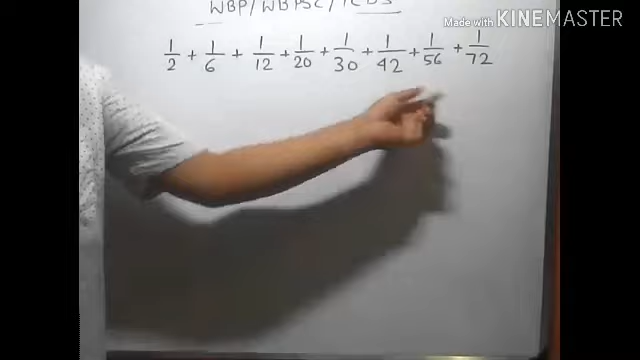 WBP/WBPSC/ICDS
Made with KINEMASTER
1/2 + 1/6 + 1/12 + 1/20 + 1/30 + 1/42 + 1/56 + 1/72